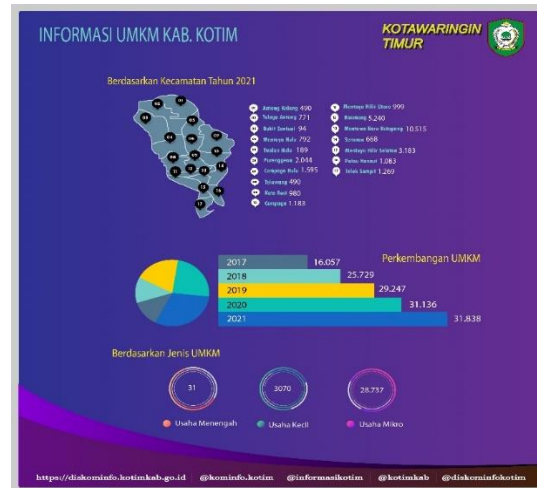 INFORMASI UMKM KAB. KOTIM
KOTAWARINGIN
TIMUR
Berdasarkan Kecamatan Tahun 2021
Antang Kalang 490
Telaga Antang 771
Bukit Santuai 94
Mentaya Hulu 792
Tualan Hulu 189
Parenggean 2.044
Cempaga Hulu 1.595
Telawang 490
Kota Besi 980
Cempaga 1.183
Mentaya Hilir Utara 999
Baamang 5.240
Mentawa Baru Ketapang 10.515
Seranau 668
Mentaya Hilir Selatan 3.183
Pulau Hanaut 1.083
Teluk Sampit 1.269
Perkembangan UMKM
2017 16.057
2018 25.729
2019 29.247
2020 31.136
2021 31.838
Berdasarkan Jenis UMKM
31
3070
28.737
Usaha Menengah
Usaha Kecil
Usaha Mikro
https://diskominfo.kotimkab.go.id @kominfo.kotim @informasikotim @kotimkab @diskominfokotim